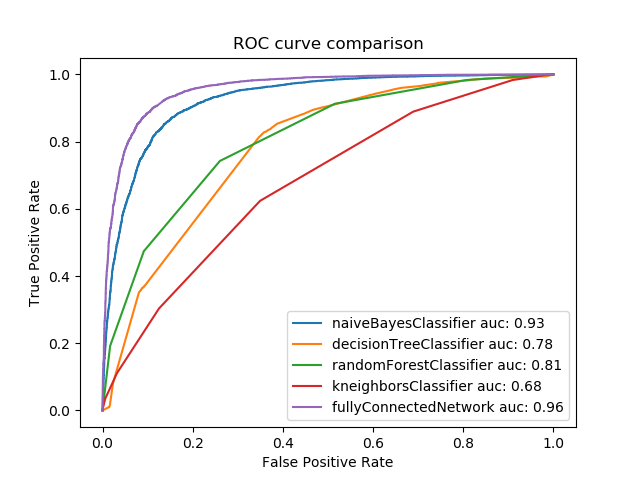 ROC curve comparison
True Positive Rate
1.0
0.8
0.6
0.4
0.2
0.0
naiveBayesClassifier auc: 0.93
decisionTreeClassifier auc: 0.78
randomForestClassifier auc: 0.81
kneighborsClassifier auc: 0.68
fullyConnectedNetwork auc: 0.96
0.0 0.2 0.4 0.6 0.8 1.0
False Positive Rate